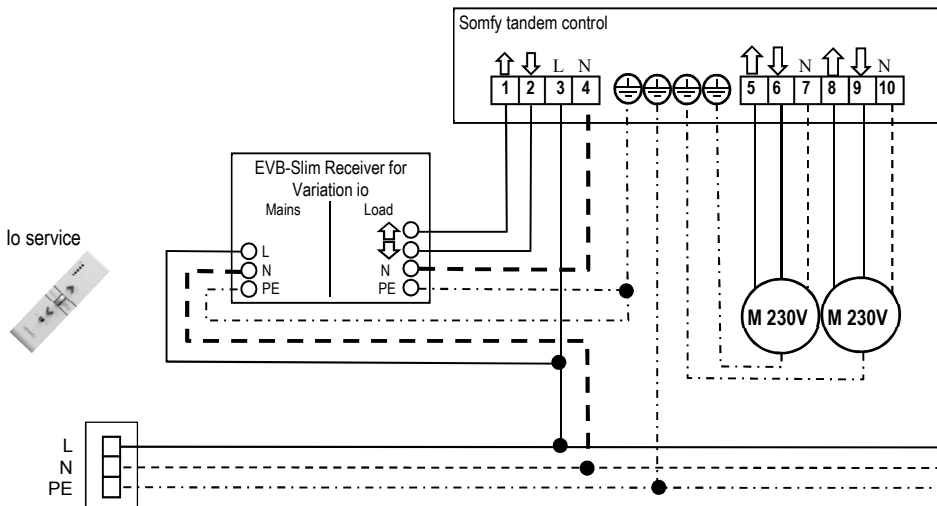 Somfy tandem control
L N N N
1 2 3 4 5 6 7 8 9 10
EVB-Slim Receiver for
Variation io
Mains Load
Io service
L
N N
PE PE
M 230V M 230V
L
N
PE